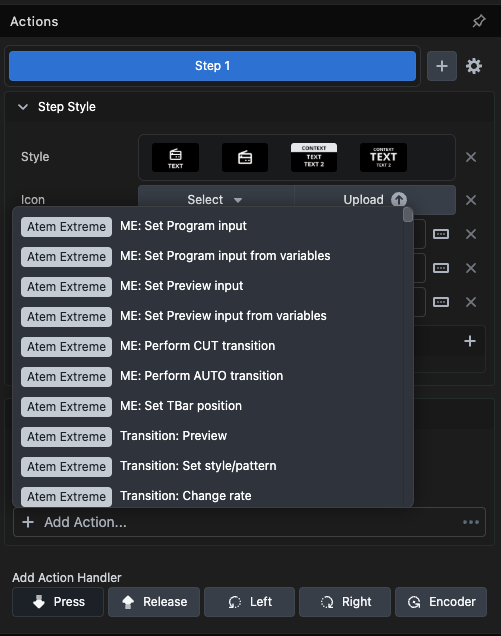 Actions
Step 1
Step Style
Style
TEXT
CONTEXT
TEXT
TEXT 2
CONTEXT
TEXT
TEXT 2
Icon
Select
Upload
Atem Extreme ME: Set Program input
Atem Extreme ME: Set Program input from variables
Atem Extreme ME: Set Preview input
Atem Extreme ME: Set Preview input from variables
Atem Extreme ME: Perform CUT transition
Atem Extreme ME: Perform AUTO transition
Atem Extreme ME: Set TBar position
Atem Extreme Transition: Preview
Atem Extreme Transition: Set style/pattern
Atem Extreme Transition: Change rate
Add Action...
Add Action Handler
Press
Release
Left
Right
Encoder